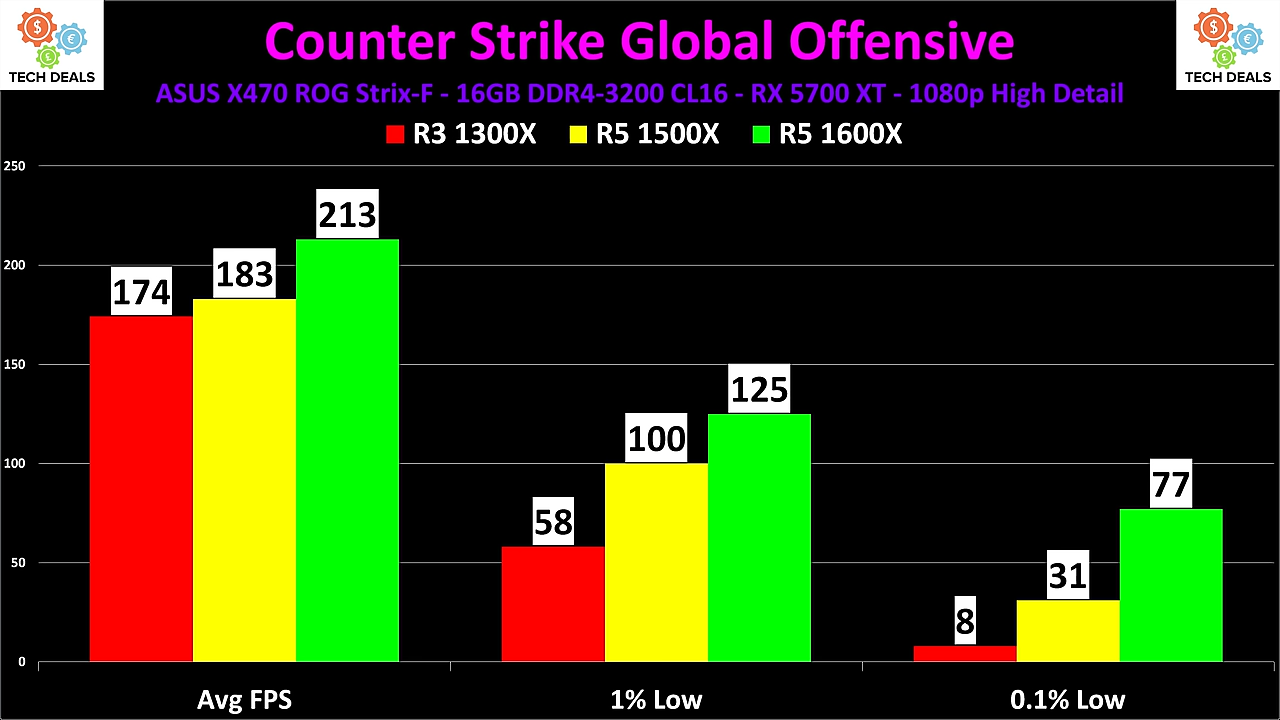 Counter Strike Global Offensive
TECH DEALS
TECH DEALS
ASUS X470 ROG Strix-F - 16GB DDR4-3200 CL16 - RX 5700 XT - 1080p High Detail
R3 1300X R5 1500X R5 1600X
250
200
150
100
50
0
174
183
213
58
100
125
8
31
77
Avg FPS
1% Low
0.1% Low